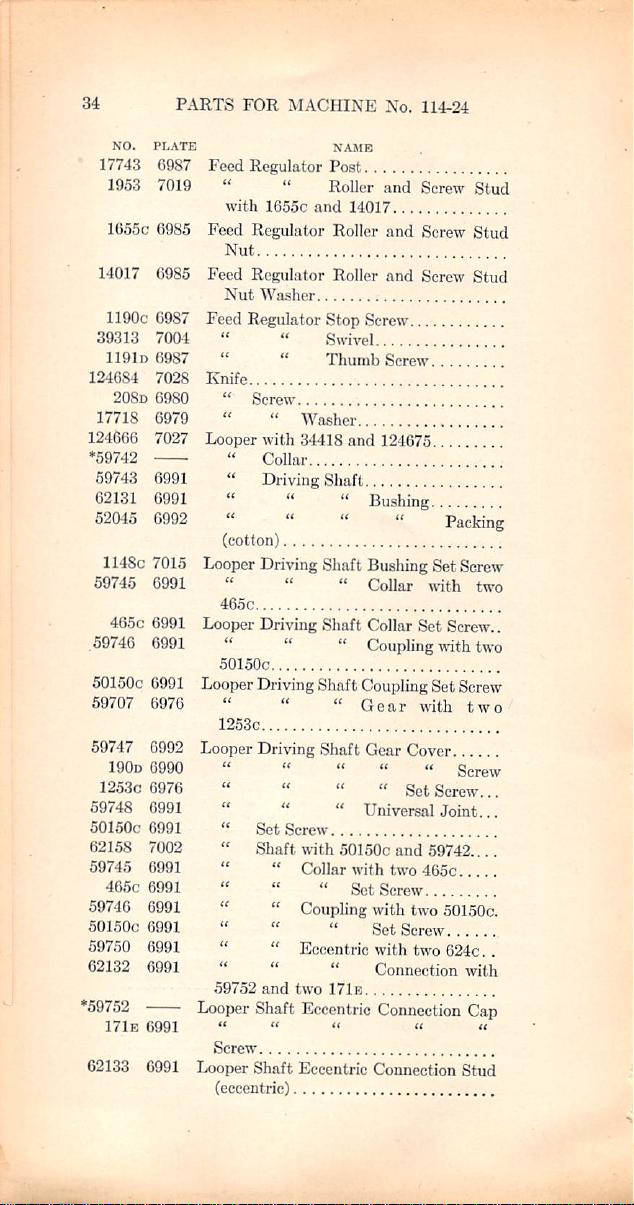 34 PARTS FOR MACHINE No. 114-24
NO. PLATE NAME
17743 6987 Feed Regulator Post.................
1953 7019 “ “ Roller and Screw Stud
with 1655C and 14017..............
1655C 6985 Feed Regulator Roller and Screw Stud
Nut..............................
14017 6985 Feed Regulator Roller and Screw Stud
Nut Washer.......................
1190C 6987 Feed Regulator Stop Screw............
39313 7004 “ “ Swivel................
1191D 6987 “ “ Thumb Screw.........
124684 7028 Knife..............................
208D 6980 “ Screw.........................
17718 6979 “ “ Washer..................
124666 7027 Looper with 34418 and 124675.........
*59742 —— “ Collar........................
59743 6991 “ Driving Shaft.................
62131 6991 “ “ “ Bushing.........
52045 6992 “ “ “ “ Packing
(cotton)..........................
1148C 7015 Looper Driving Shaft Bushing Set Screw
59745 6991 “ “ “ Collar with two
465C..............................
465C 6991 Looper Driving Shaft Collar Set Screw..
59746 6991 “ “ “ Coupling with two
50150C............................
50150C 6991 Looper Driving Shaft Coupling Set Screw
59707 6976 “ “ “ Gear with two
1253C............................
59747 6992 Looper Driving Shaft Gear Cover......
190D 6990 “ “ “ “ “ Screw
1253C 6976 “ “ “ “ Set Screw...
59748 6991 “ “ “ Universal Joint...
50150C 6991 “ Set Screw....................
62158 7002 “ Shaft with 50150C and 59742....
59745 6991 “ “ Collar with two 465C.....
465C 6991 “ “ “ Set Screw.........
59746 6991 “ “ Coupling with two 50150C.
50150C 6991 “ “ “ Set Screw......
59750 6991 “ “ Eccentric with two 624C..
62132 6991 “ “ “ Connection with
59752 and two 171E................
*59752 —— Looper Shaft Eccentric Connection Cap
171E 6991 “ “ “ “ “
Screw............................
62133 6991 Looper Shaft Eccentric Connection Stud
(eccentric)........................